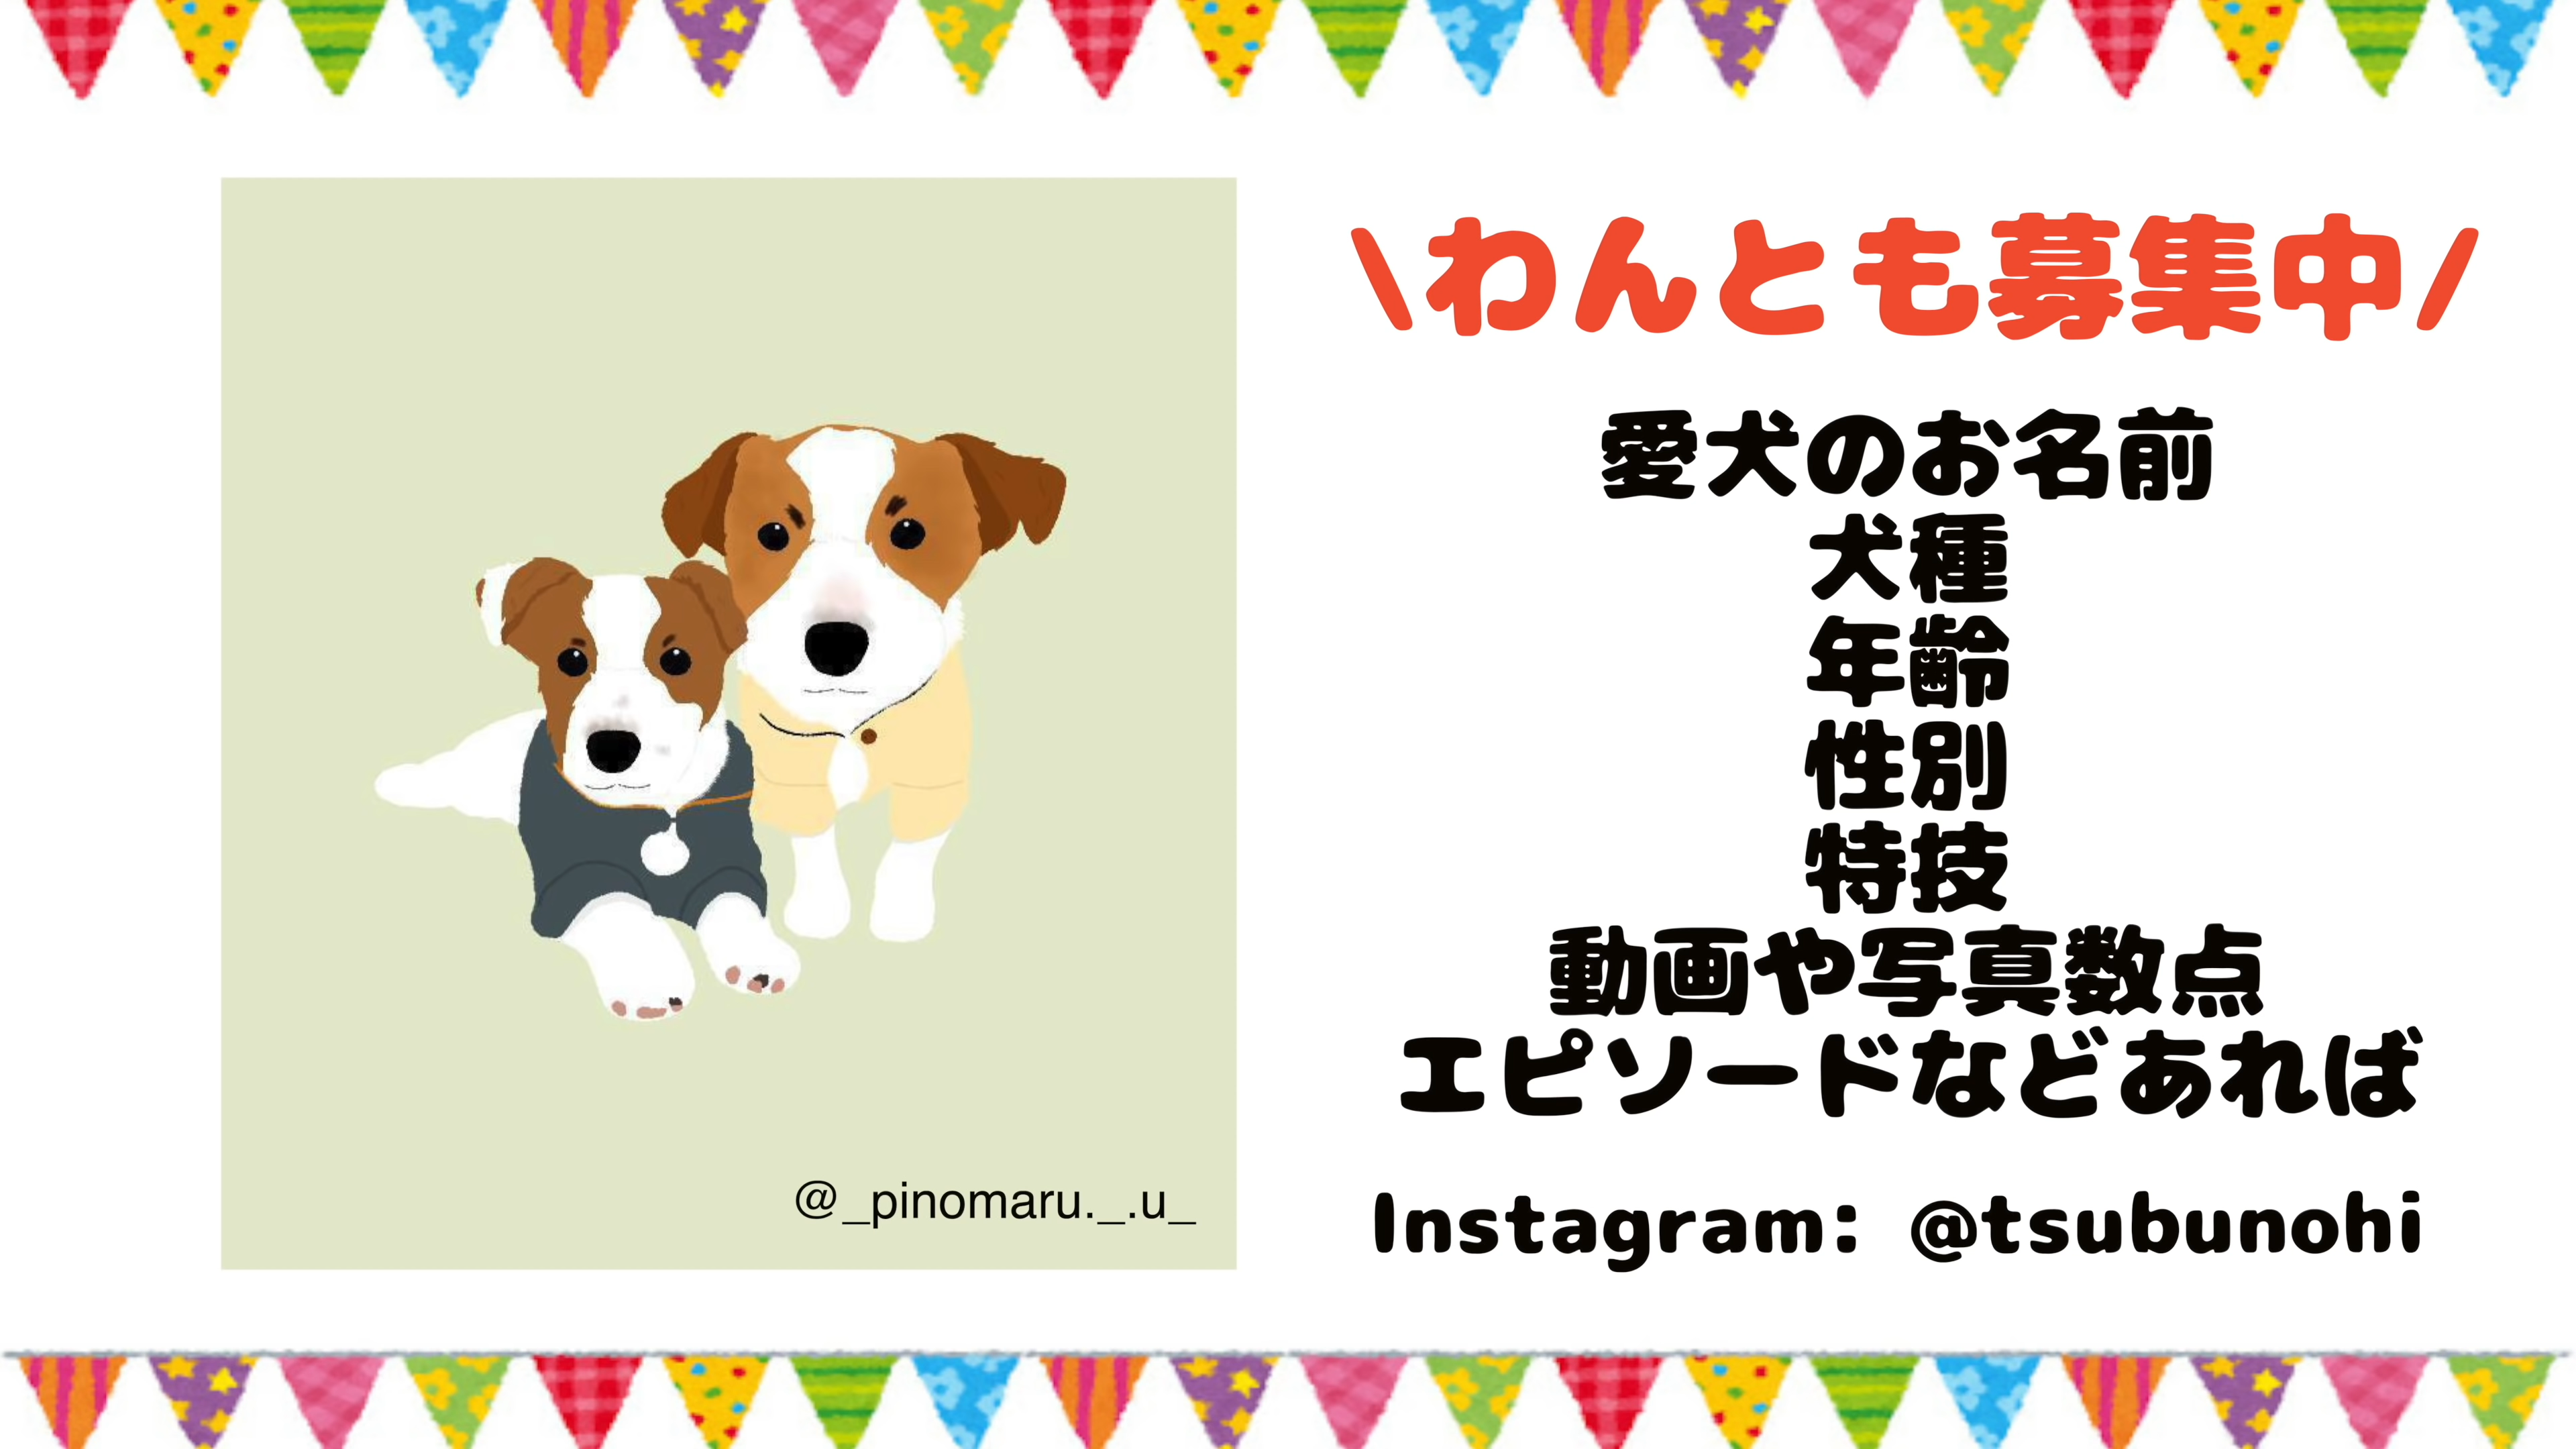 \わんとも募集中/
愛犬のお名前
犬種
年齢
性別
特技
動画や写真数点
エピソードなどあれば
Instagram: @tsubunohi
@_pinomaru._.u_